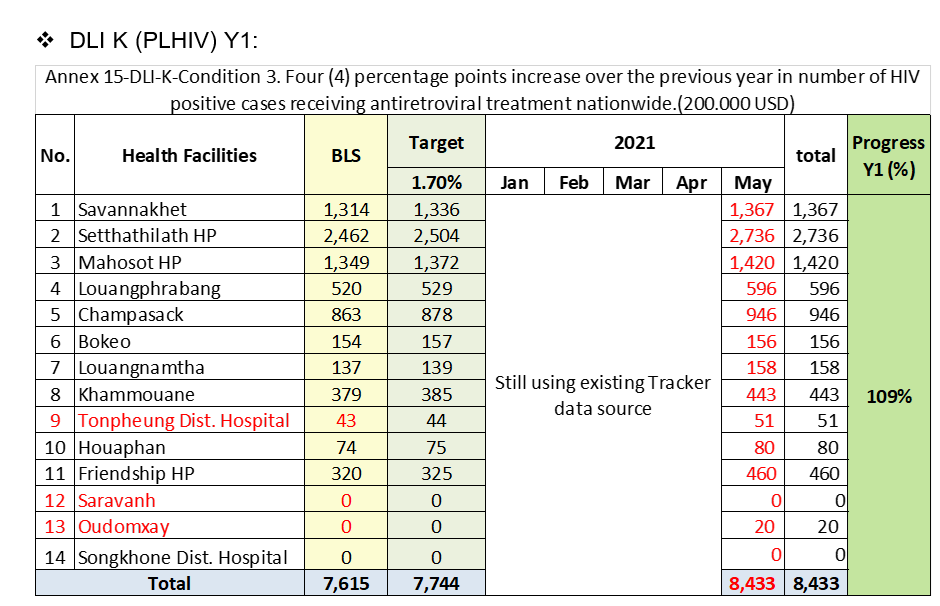 ❖ DLI K (PLHIV) Y1:
Annex 15-DLI-K-Condition 3. Four (4) percentage points increase over the previous year in number of HIV
positive cases receiving antiretroviral treatment nationwide.(200.000 USD)
No. Health Facilities BLS Target 2021 total Progress Y1 (%)
1.70% Jan Feb Mar Apr May
1 Savannakhet 1,314 1,336 1,367 1,367
2 Setthathilath HP 2,462 2,504 2,736 2,736
3 Mahosot HP 1,349 1,372 1,420 1,420
4 Louangphrabang 520 529 596 596
5 Champasack 863 878 946 946
6 Bokeo 154 157 156 156
7 Louangnamtha 137 139 158 158
8 Khammouane 379 385 443 443
Still using existing Tracker
data source
109%
9 Tonpheung Dist. Hospital 43 44 51 51
10 Houaphan 74 75 80 80
11 Friendship HP 320 325 460 460
12 Saravanh 0 0 0 0
13 Oudomxay 0 0 20 20
14 Songkhone Dist. Hospital 0 0 0 0
Total 7,615 7,744 8,433 8,433